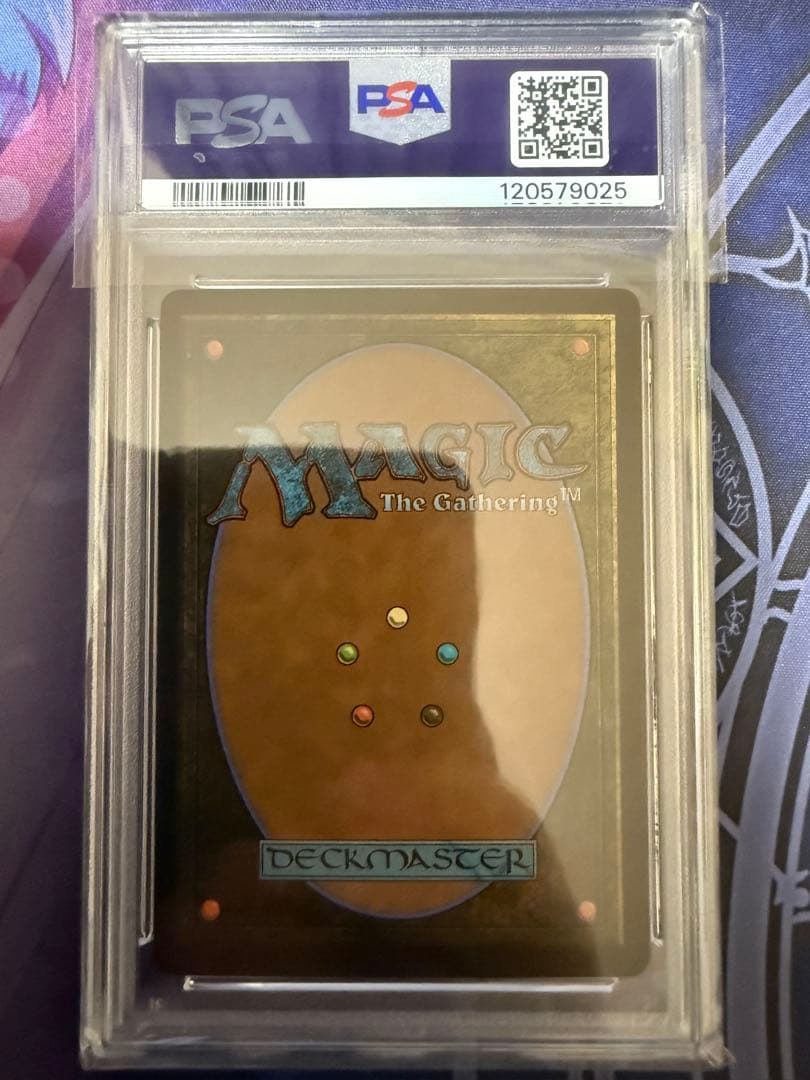 PSA PSA
120579025
MAGIC
The Gathering™
DECKMASTER